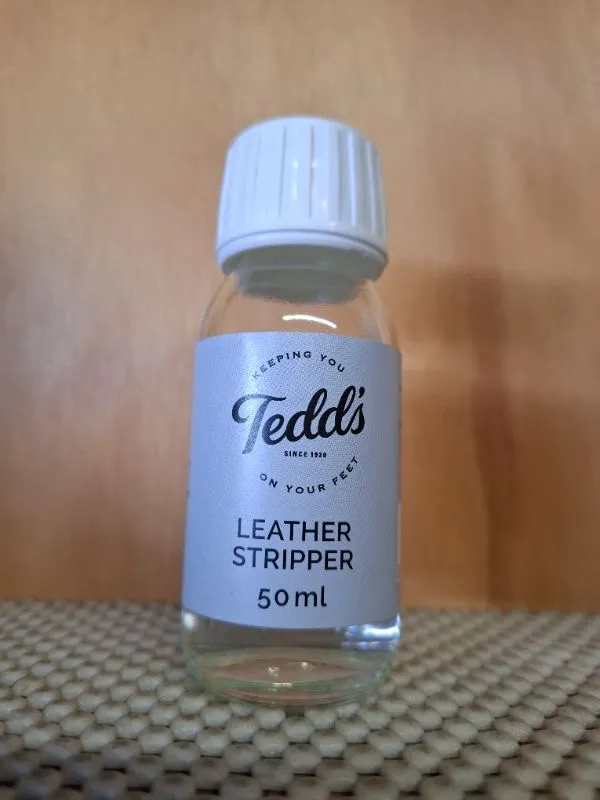 KEEPING YOU
Tedd's
SINCE 1920
ON YOUR FEET
LEATHER
STRIPPER
50ml